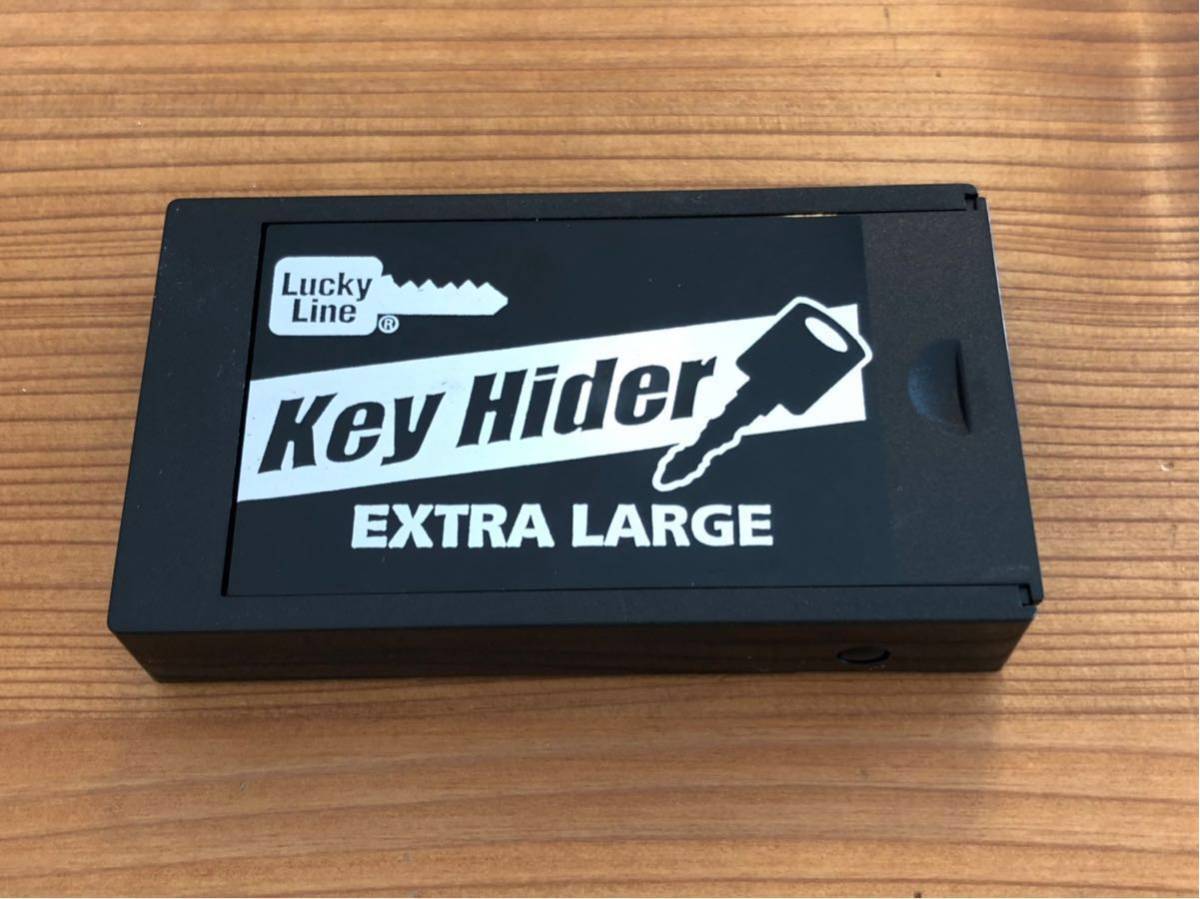 Lucky
Line
®
Key Hider
EXTRA LARGE